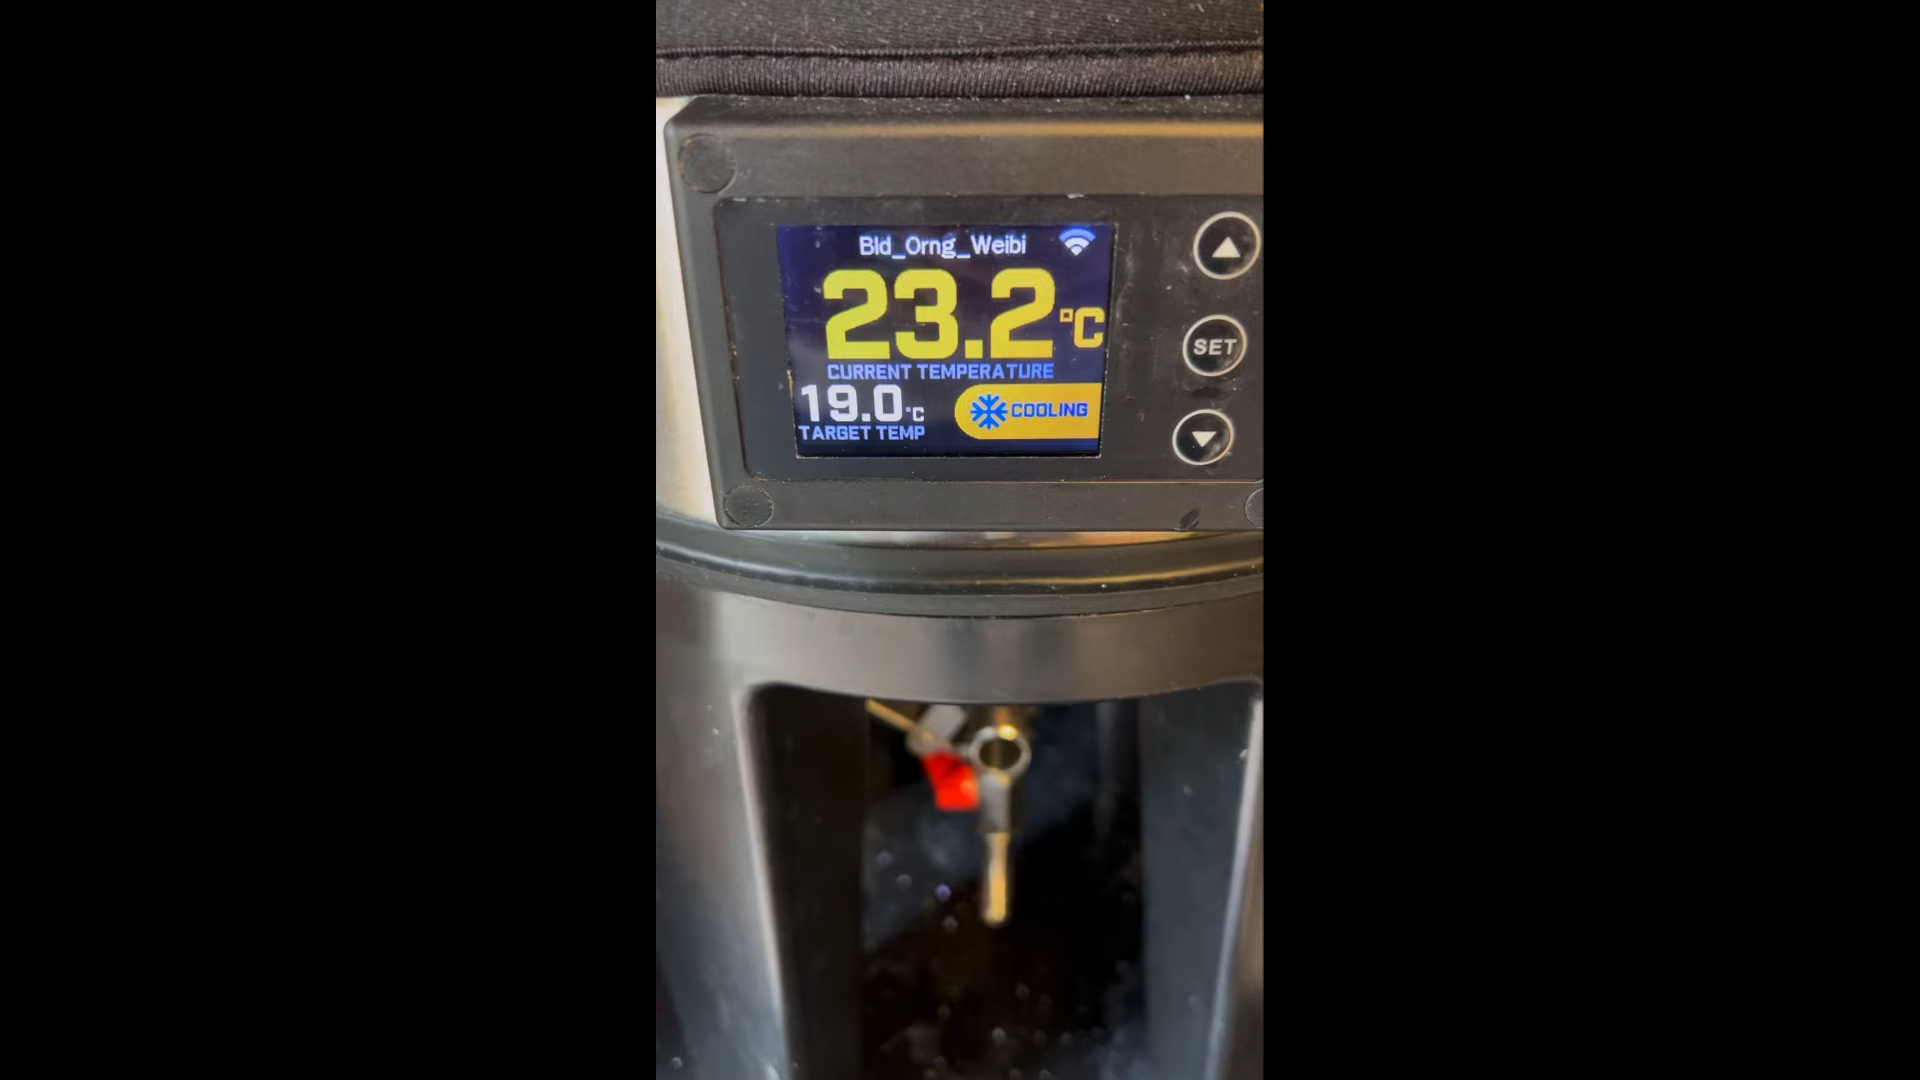 Bld_Orng_Weibi
23.2°C
CURRENT TEMPERATURE
19.0°C
COOLING
TARGET TEMP
SET